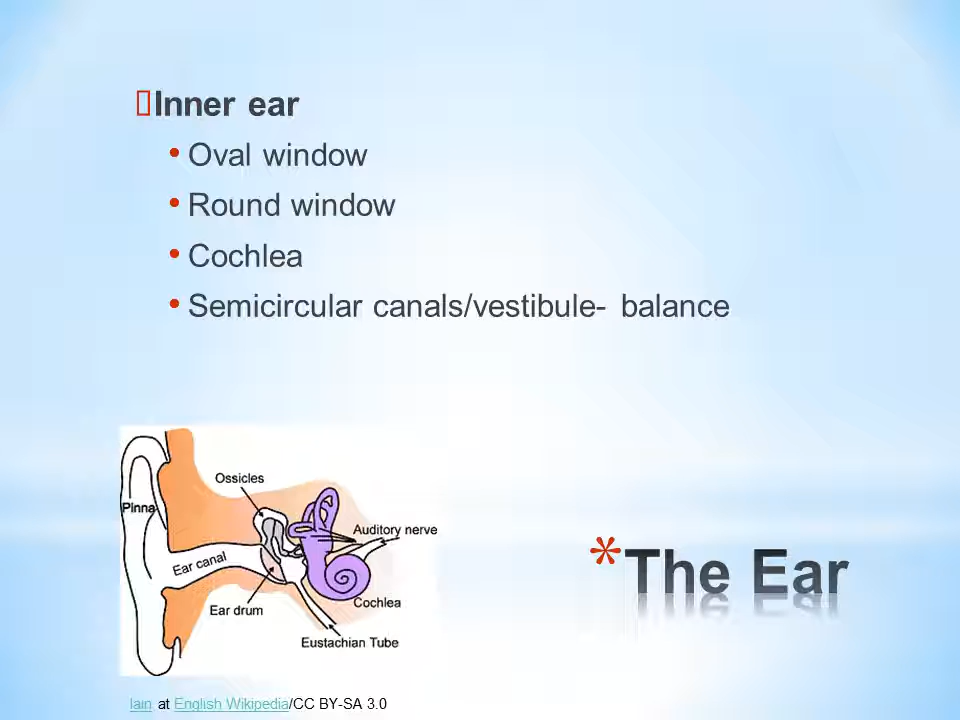 Inner ear
• Oval window
• Round window
• Cochlea
• Semicircular canals/vestibule- balance
Ossicles
Pinna
Auditory nerve
Ear canal
Cochlea
Ear drum
Eustachian Tube
*The Ear
Iain at English Wikipedia/CC BY-SA 3.0